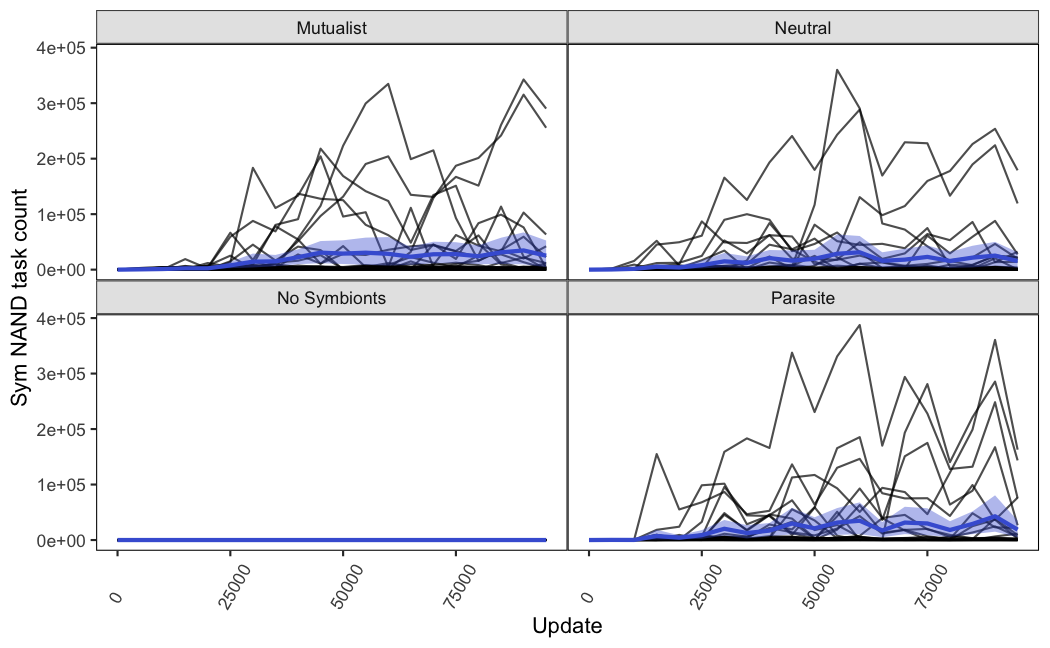 Mutualist
Neutral
4e+05
3e+05
2e+05
1e+05
0e+00
No Symbionts
Parasite
4e+05
3e+05
2e+05
1e+05
0e+00
Sym NAND task count
0
25000
50000
75000
0
25000
50000
75000
Update